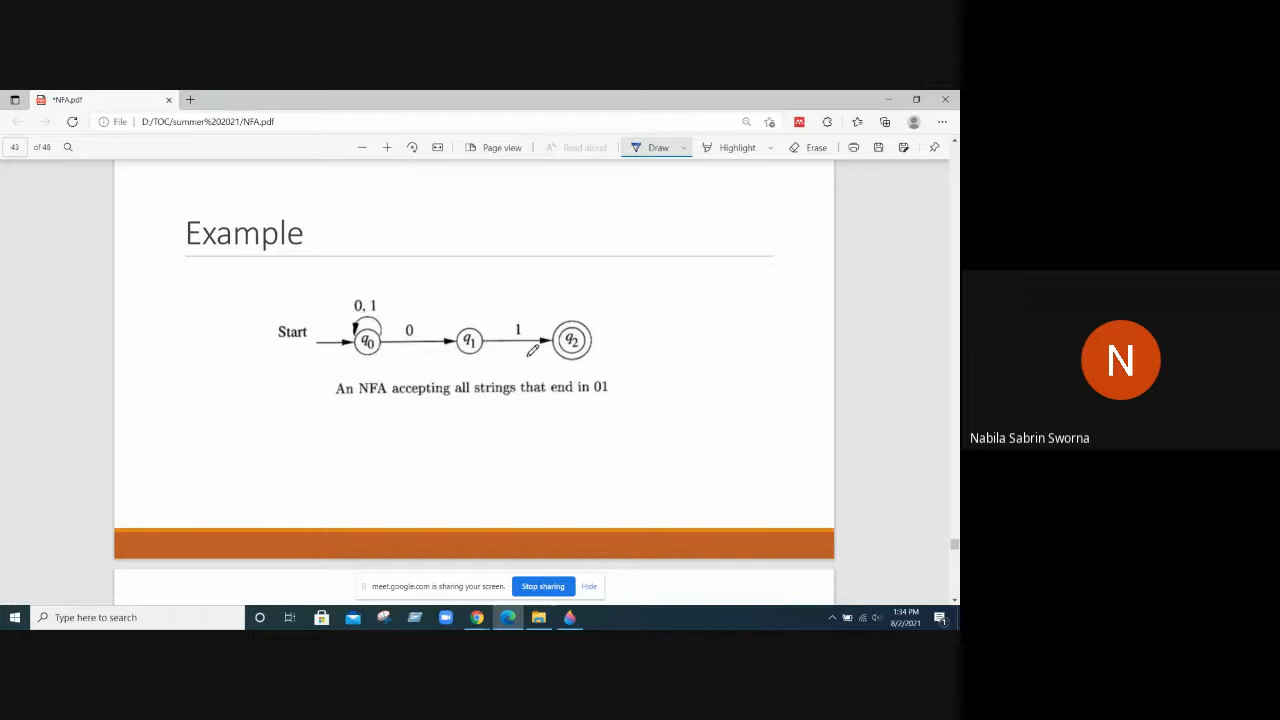 *NFA.pdf
File D:/TOC/summer%202021/NFA.pdf
43 of 48 Page view Read aloud Draw Highlight Erase
Example
0, 1
Start q0 0 q1 1 q2
An NFA accepting all strings that end in 01
N
Nabila Sabrin Sworna
meet.google.com is sharing your screen. Stop sharing Hide
Type here to search
1:34 PM
8/2/2021